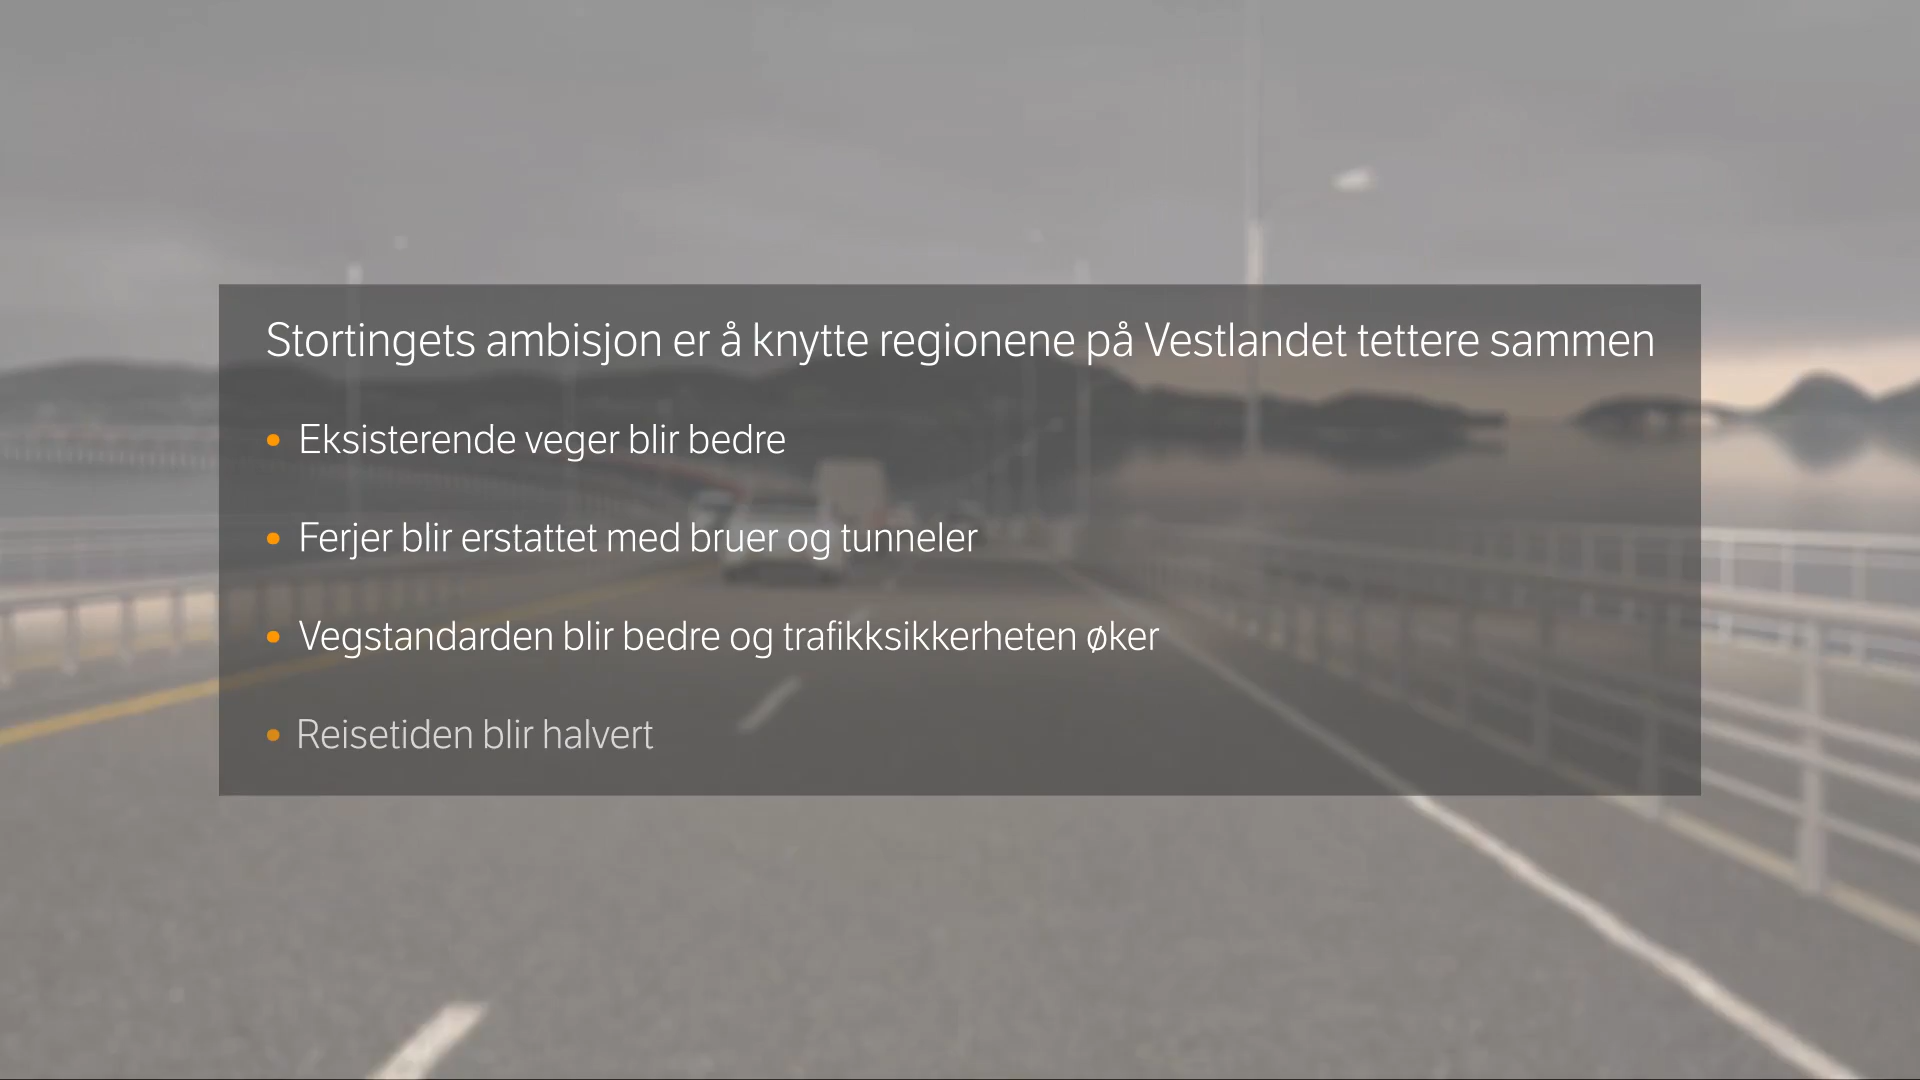 Stortingets ambisjon er å knytte regionene på Vestlandet tettere sammen
• Eksisterende veger blir bedre
• Ferjer blir erstattet med bruer og tunneler
• Vegstandarden blir bedre og trafikksikkerheten øker
• Reisetiden blir halvert